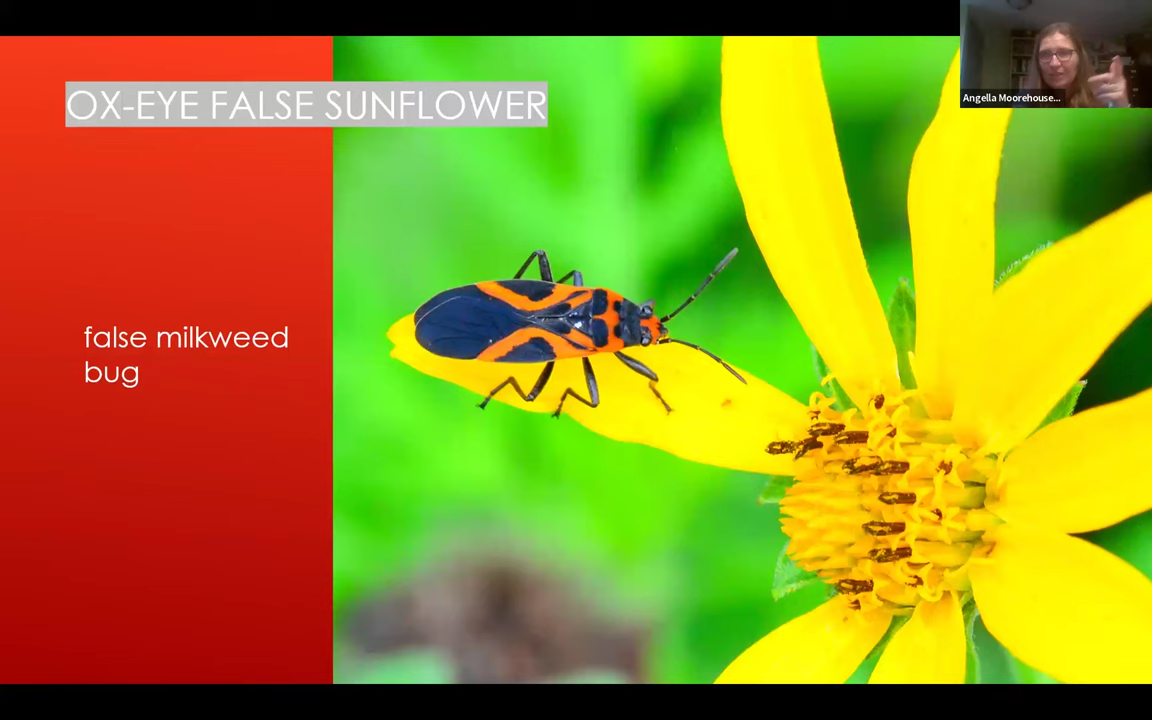 OX-EYE FALSE SUNFLOWER
false milkweed
bug
Angella Moorehouse...